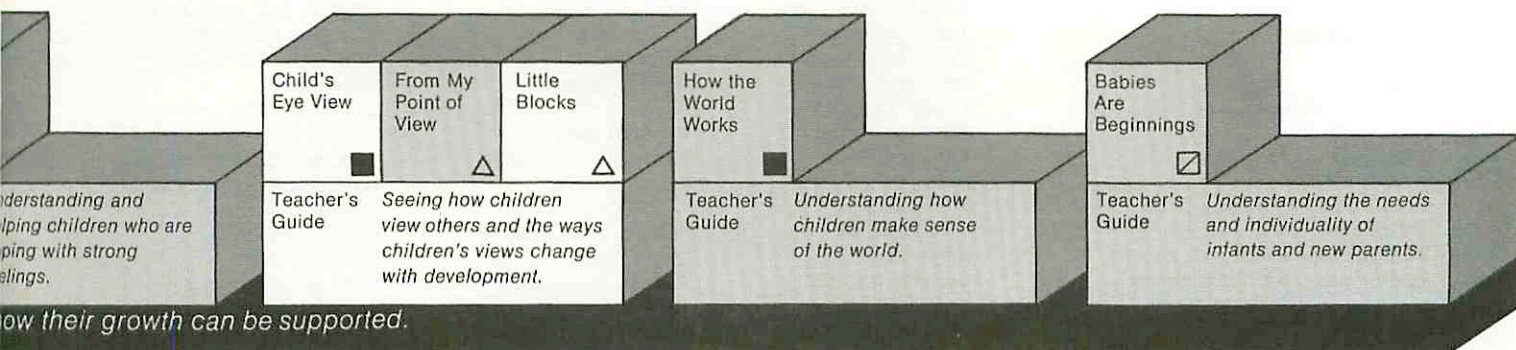 derstanding and
lping children who are
ping with strong
elings.
Child's
Eye View
From My
Point of
View
Little
Blocks
Teacher's
Guide
Seeing how children
view others and the ways
children's views change
with development.
How the
World
Works
Teacher's
Guide
Understanding how
children make sense
of the world.
Babies
Are
Beginnings
Teacher's
Guide
Understanding the needs
and individuality of
infants and new parents.
ow their growth can be supported.